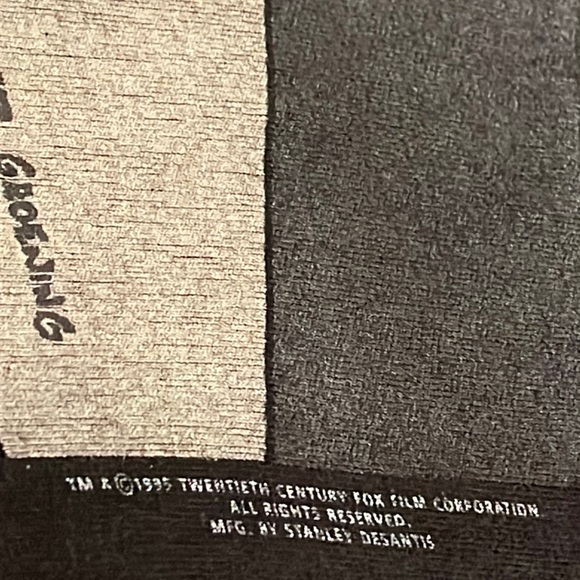 GROENING
TM & ©1995 TWENTIETH CENTURY FOX FILM CORPORATION
ALL RIGHTS RESERVED.
MFG. BY STANLEY DESANTIS